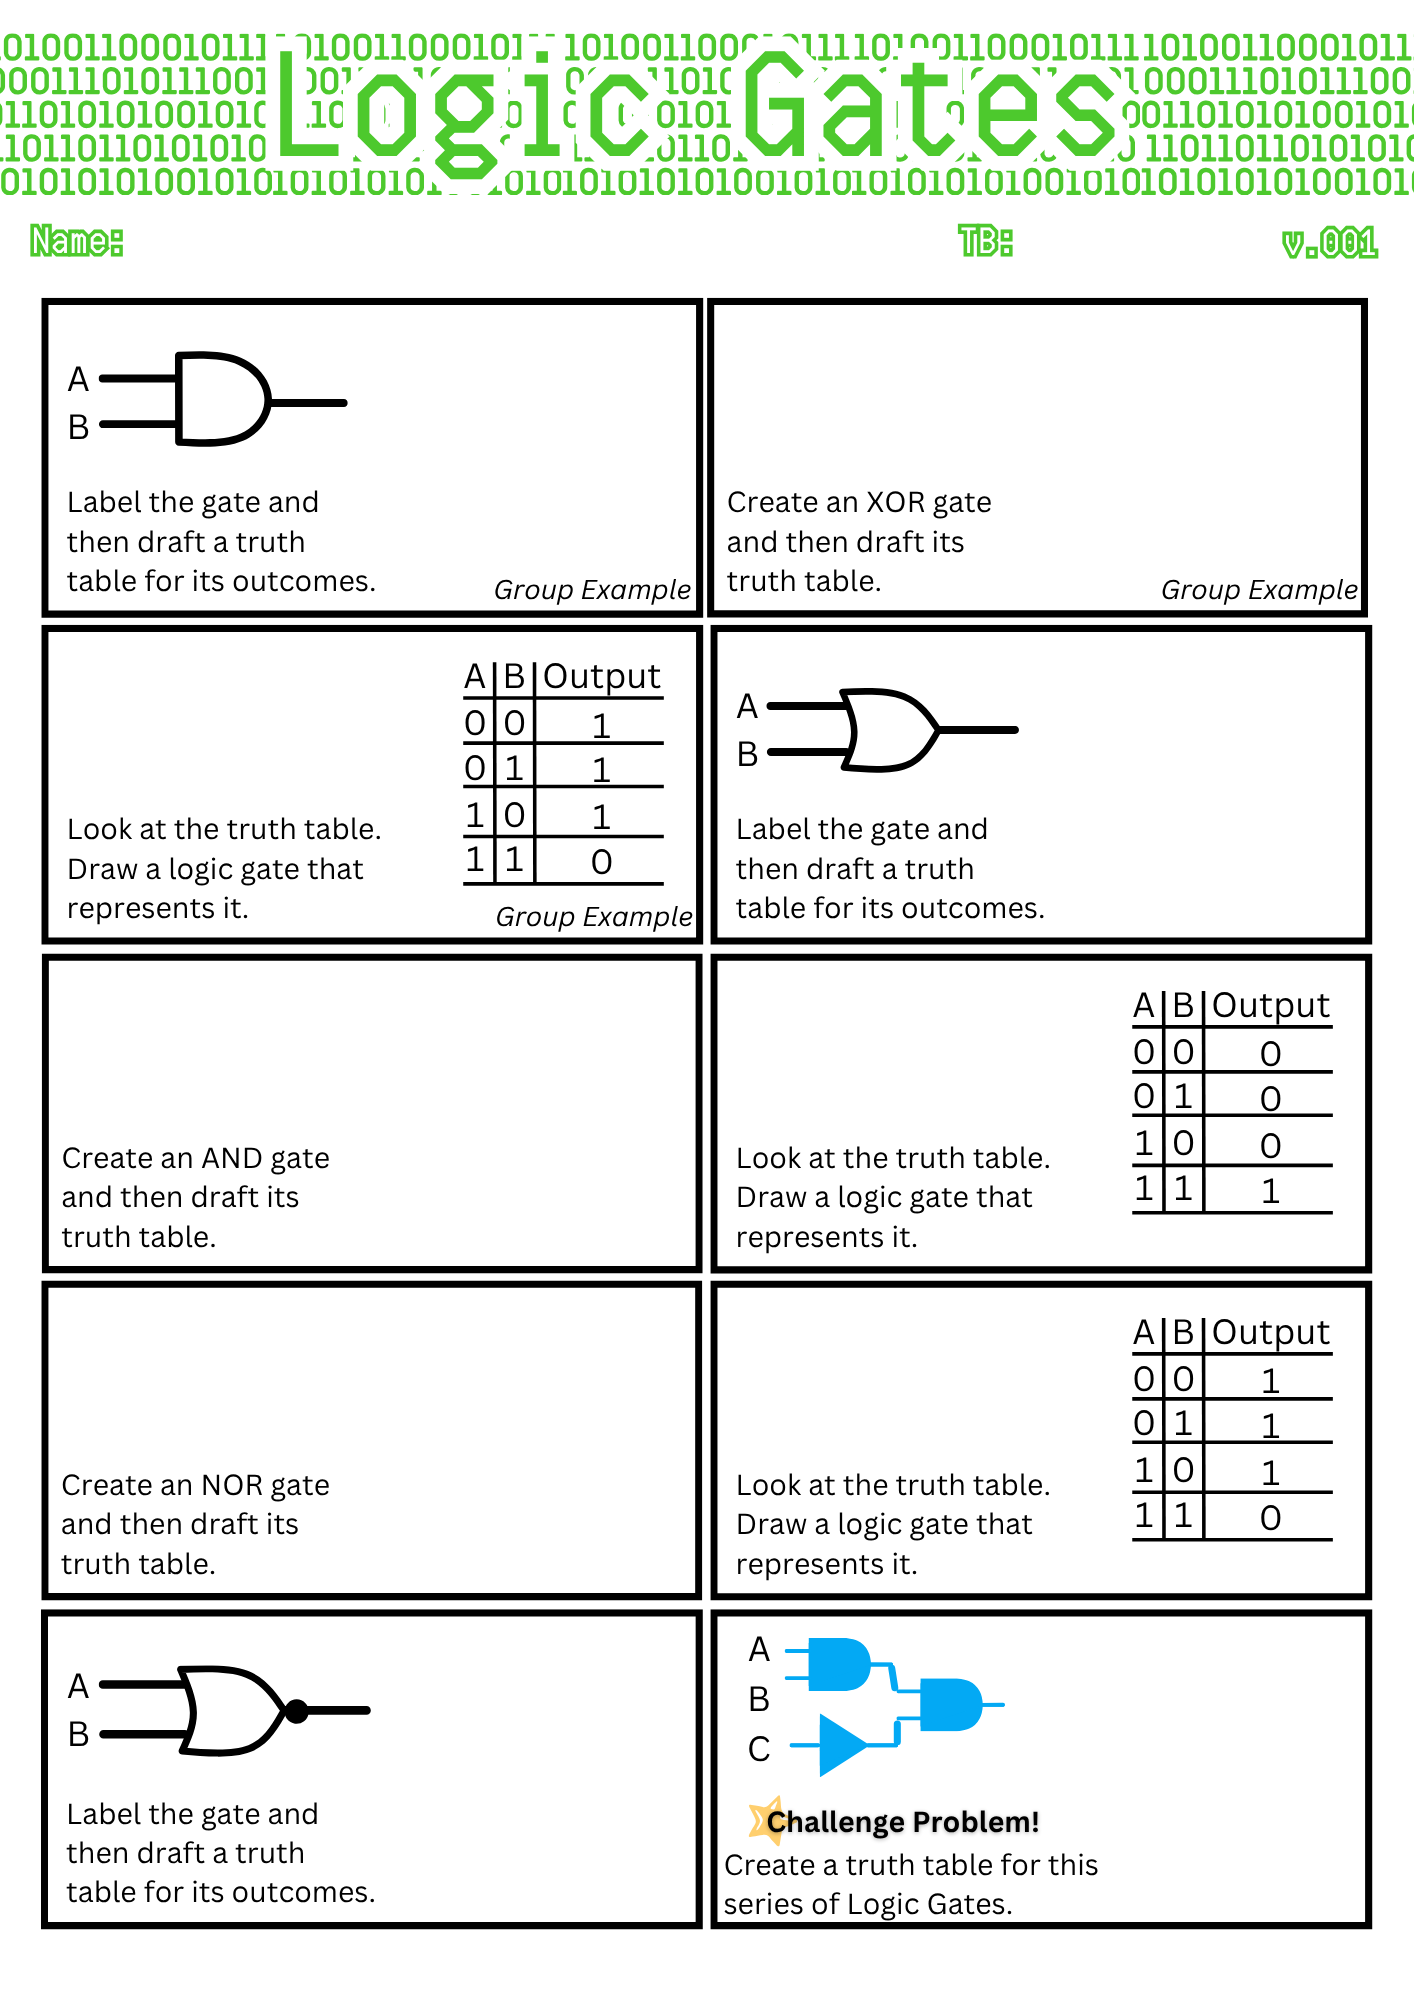 Logic Gates
Name:
TB:
v.001
A
B
Label the gate and
then draft a truth
table for its outcomes.
Group Example
Create an XOR gate
and then draft its
truth table.
Group Example
A B Output
0 0 1
0 1 1
1 0 1
1 1 0
Look at the truth table.
Draw a logic gate that
represents it.
Group Example
A
B
Label the gate and
then draft a truth
table for its outcomes.
Create an AND gate
and then draft its
truth table.
A B Output
0 0 0
0 1 0
1 0 0
1 1 1
Look at the truth table.
Draw a logic gate that
represents it.
Create an NOR gate
and then draft its
truth table.
A B Output
0 0 1
0 1 1
1 0 1
1 1 0
Look at the truth table.
Draw a logic gate that
represents it.
A
B
Label the gate and
then draft a truth
table for its outcomes.
A
B
C
Challenge Problem!
Create a truth table for this
series of Logic Gates.